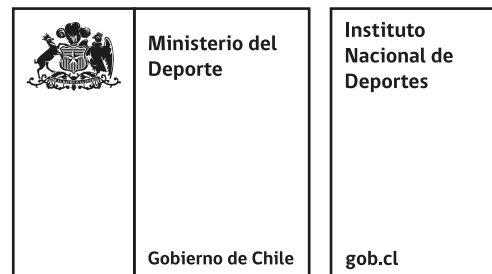 Ministerio del
Deporte
Gobierno de Chile
Instituto
Nacional de
Deportes
gob.cl